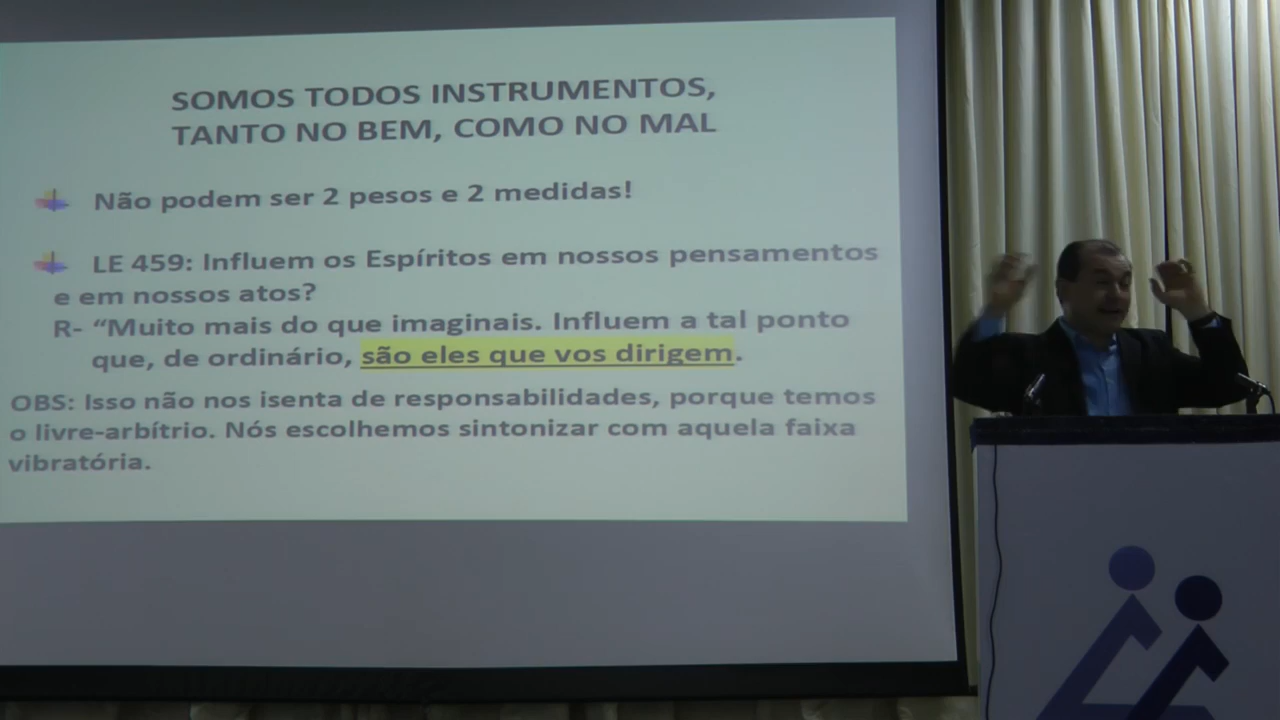 SOMOS TODOS INSTRUMENTOS,
TANTO NO BEM, COMO NO MAL
Não podem ser 2 pesos e 2 medidas!
LE 459: Influem os Espíritos em nossos pensamentos
e em nossos atos?
R- “Muito mais do que imaginais. Influem a tal ponto
que, de ordinário, são eles que vos dirigem.
OBS: Isso não nos isenta de responsabilidades, porque temos
o livre-arbítrio. Nós escolhemos sintonizar com aquela faixa
vibratória.